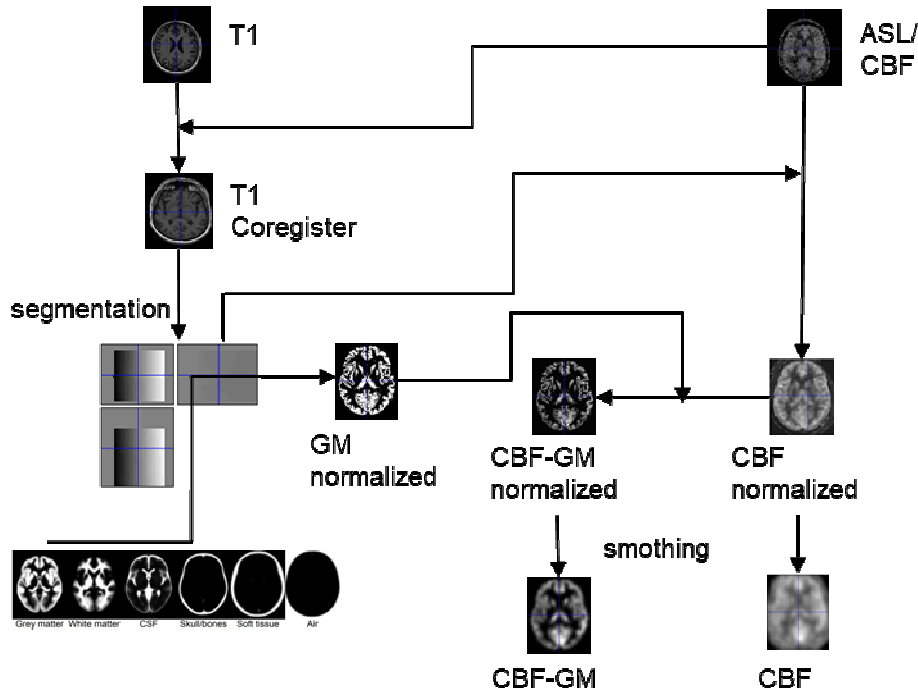 T1
ASL/
CBF
T1
Coregister
segmentation
GM
normalized
CBF-GM
normalized
CBF
normalized
smothing
Grey matter
White matter
CSF
Skull/bones
Soft tissue
Air
CBF-GM
CBF